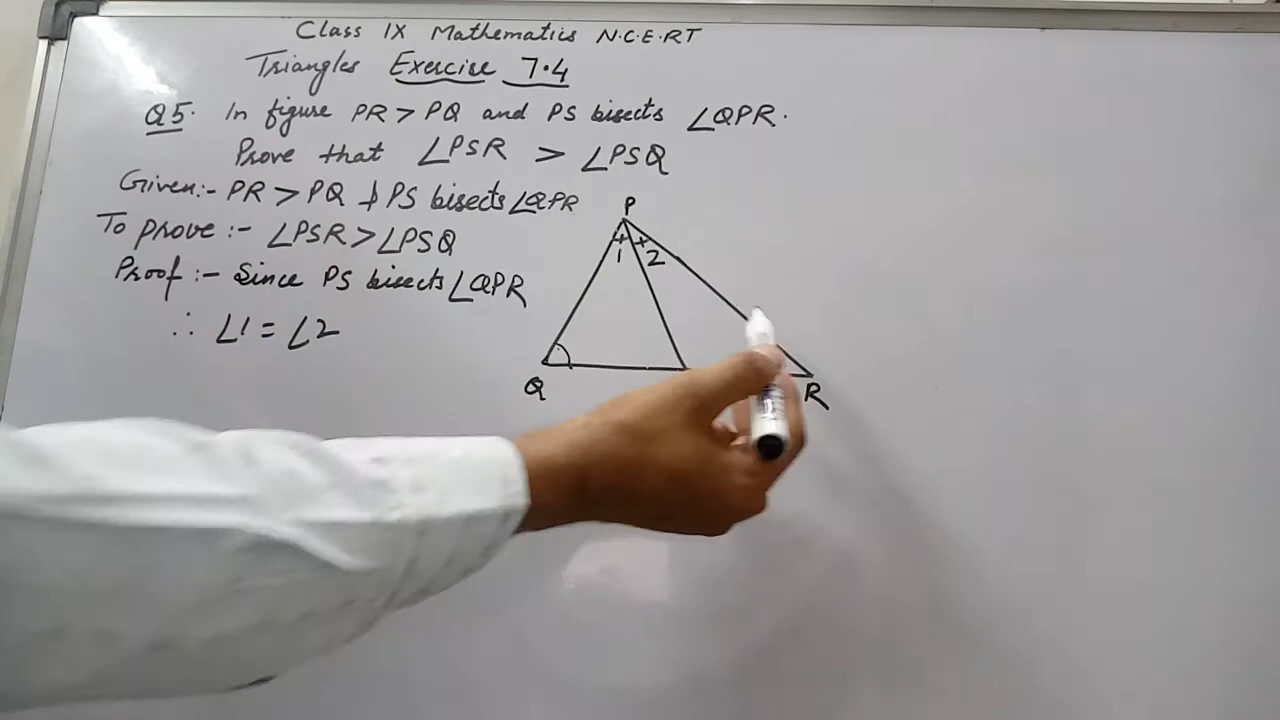 Class IX Mathematics N.C.E.RT
Triangles Exercise 7.4
Q5. In figure PR > PQ and PS bisects ∠QPR.
Prove that ∠PSR > ∠PSQ
Given:- PR > PQ & PS bisects ∠QPR
To prove:- ∠PSR > ∠PSQ
Proof:- Since PS bisects ∠QPR
∴ ∠1 = ∠2
P
1 2
Q R